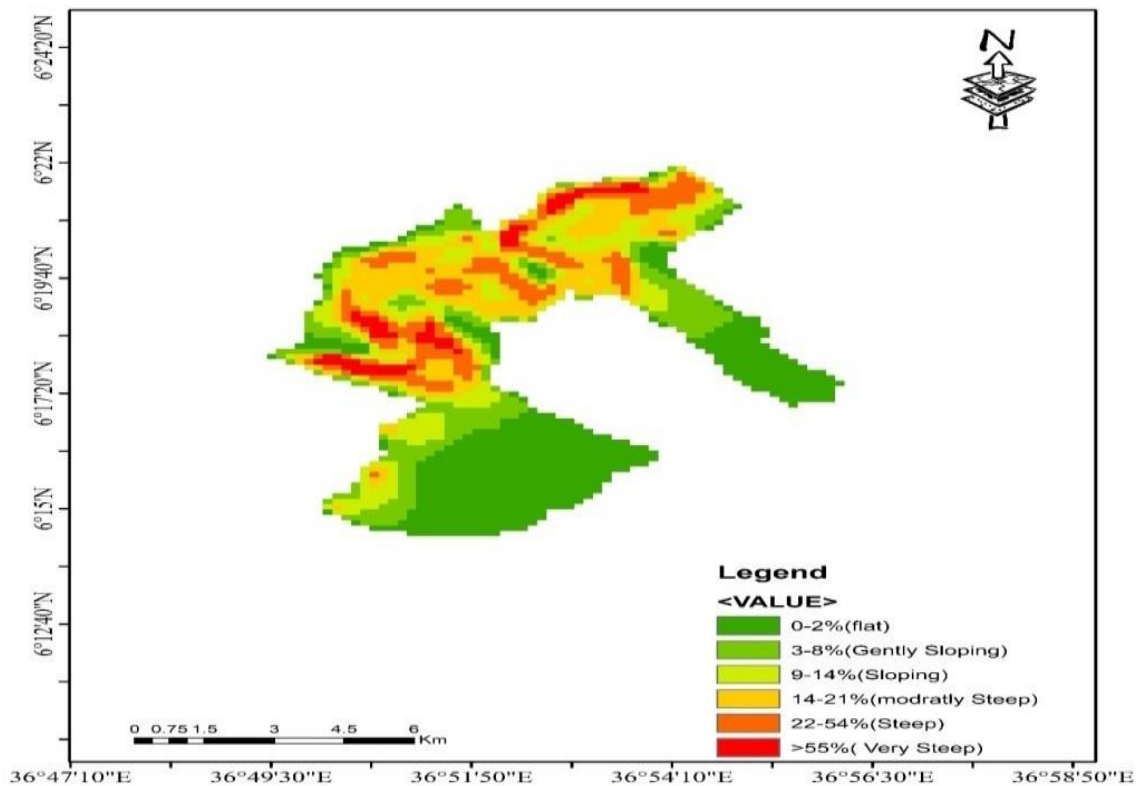 6°24'20"N
6°22'N
6°19'40"N
6°17'20"N
6°15'N
6°12'40"N
N
Legend
<VALUE>
0-2%(flat)
3-8%(Gently Sloping)
9-14%(Sloping)
14-21%(modratly Steep)
22-54%(Steep)
>55%( Very Steep)
0 0.75 1.5 3 4.5 6
Km
36°47'10"E 36°49'30"E 36°51'50"E 36°54'10"E 36°56'30"E 36°58'50"E